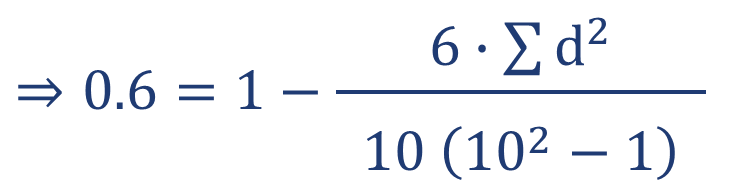 ⇒ 0.6 = 1 − 6 · ∑ d² / 10 (10² − 1)